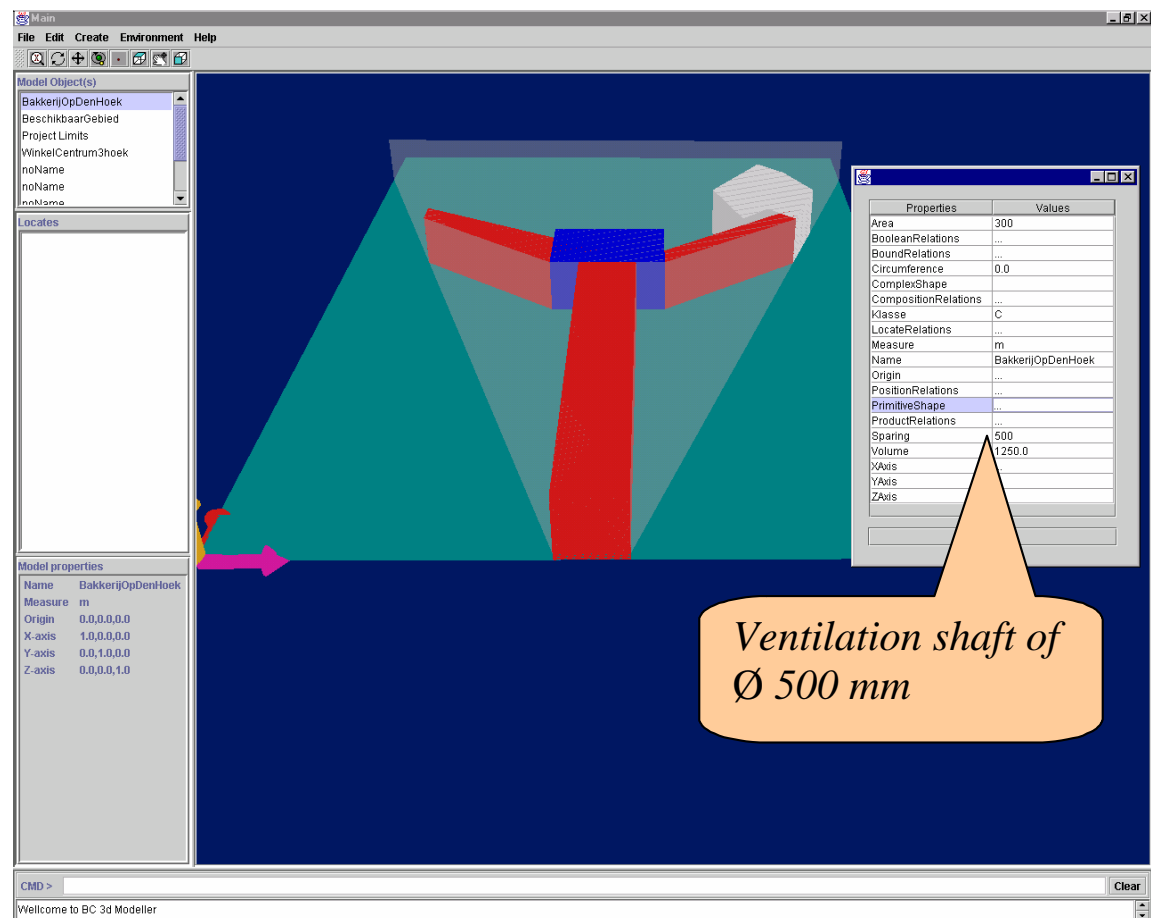 Main
File Edit Create Environment Help
Model Object(s)
BakkerijOpDenHoek
BeschikbaarGebied
Project Limits
WinkelCentrum3hoek
noName
noName
noName
Locates
Model properties
Name BakkerijOpDenHoek
Measure m
Origin 0.0,0.0,0.0
X-axis 1.0,0.0,0.0
Y-axis 0.0,1.0,0.0
Z-axis 0.0,0.0,1.0
Properties Values
Area 300
BooleanRelations ...
BoundRelations ...
Circumference 0.0
ComplexShape
CompositionRelations ...
Klasse C
LocateRelations ...
Measure m
Name BakkerijOpDenHoek
Origin ...
PositionRelations ...
PrimitiveShape ...
ProductRelations ...
Sparing 500
Volume 1250.0
XAxis ...
YAxis
ZAxis
Ventilation shaft of
Ø 500 mm
CMD > Clear
Wellcome to BC 3d Modeller